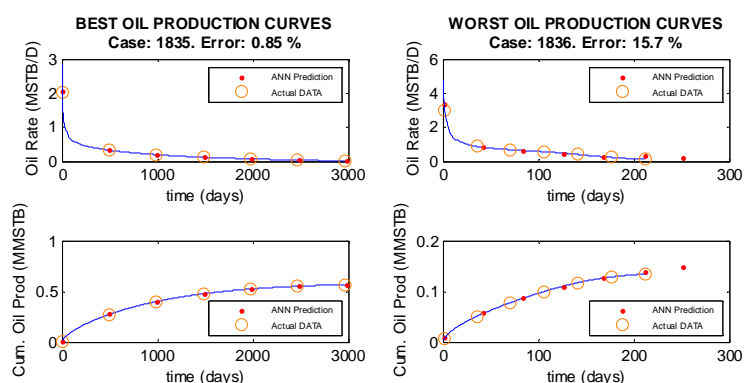 BEST OIL PRODUCTION CURVES
Case: 1835. Error: 0.85 %
3
2
1
0
Oil Rate (MSTB/D)
ANN Prediction
Actual DATA
0 1000 2000 3000
time (days)
WORST OIL PRODUCTION CURVES
Case: 1836. Error: 15.7 %
6
4
2
0
Oil Rate (MSTB/D)
ANN Prediction
Actual DATA
0 100 200 300
time (days)
1
0.5
0
Cum. Oil Prod (MMSTB)
ANN Prediction
Actual DATA
0 1000 2000 3000
time (days)
0.2
0.1
0
Cum. Oil Prod (MMSTB)
ANN Prediction
Actual DATA
0 100 200 300
time (days)